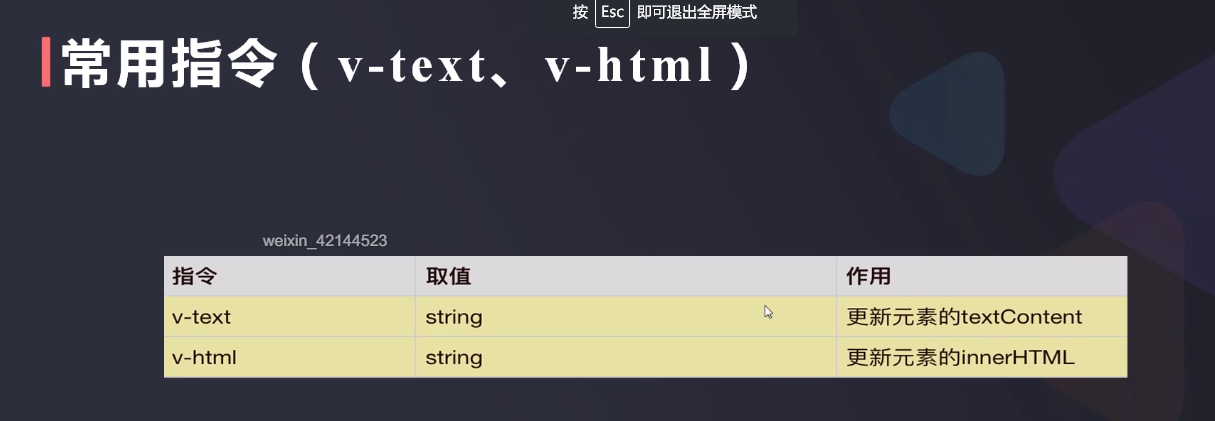 按 Esc 即可退出全屏模式
常用指令（v-text、v-html）
weixin_42144523
指令 取值 作用
v-text string 更新元素的textContent
v-html string 更新元素的innerHTML